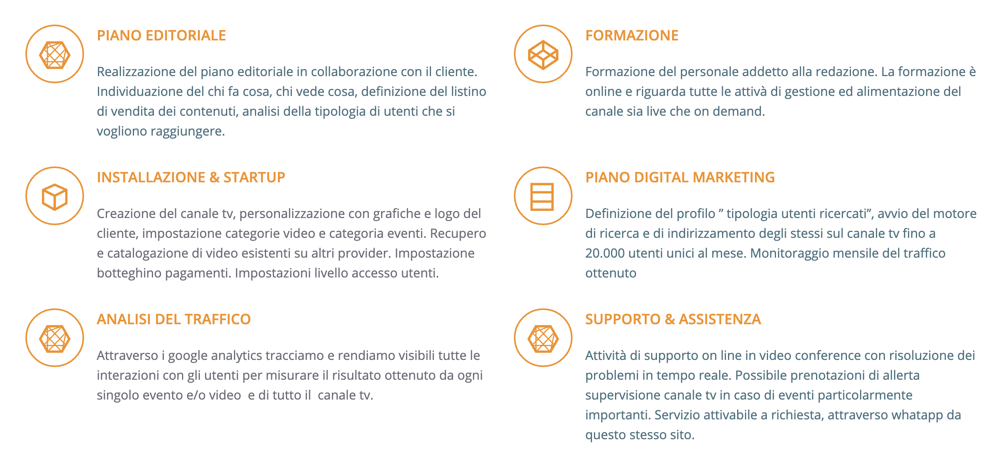 PIANO EDITORIALE
Realizzazione del piano editoriale in collaborazione con il cliente.
Individuazione del chi fa cosa, chi vede cosa, definizione del listino
di vendita dei contenuti, analisi della tipologia di utenti che si
vogliono raggiungere.
FORMAZIONE
Formazione del personale addetto alla redazione. La formazione è
online e riguarda tutte le attivà di gestione ed alimentazione del
canale sia live che on demand.
INSTALLAZIONE & STARTUP
Creazione del canale tv, personalizzazione con grafiche e logo del
cliente, impostazione categorie video e categoria eventi. Recupero
e catalogazione di video esistenti su altri provider. Impostazione
botteghino pagamenti. Impostazioni livello accesso utenti.
PIANO DIGITAL MARKETING
Definizione del profilo ” tipologia utenti ricercati”, avvio del motore
di ricerca e di indirizzamento degli stessi sul canale tv fino a
20.000 utenti unici al mese. Monitoraggio mensile del traffico
ottenuto
ANALISI DEL TRAFFICO
Attraverso i google analytics tracciamo e rendiamo visibili tutte le
interazioni con gli utenti per misurare il risultato ottenuto da ogni
singolo evento e/o video  e di tutto il  canale tv.
SUPPORTO & ASSISTENZA
Attività di supporto on line in video conference con risoluzione dei
problemi in tempo reale. Possibile prenotazioni di allerta
supervisione canale tv in caso di eventi particolarmente
importanti. Servizio attivabile a richiesta, attraverso whatapp da
questo stesso sito.